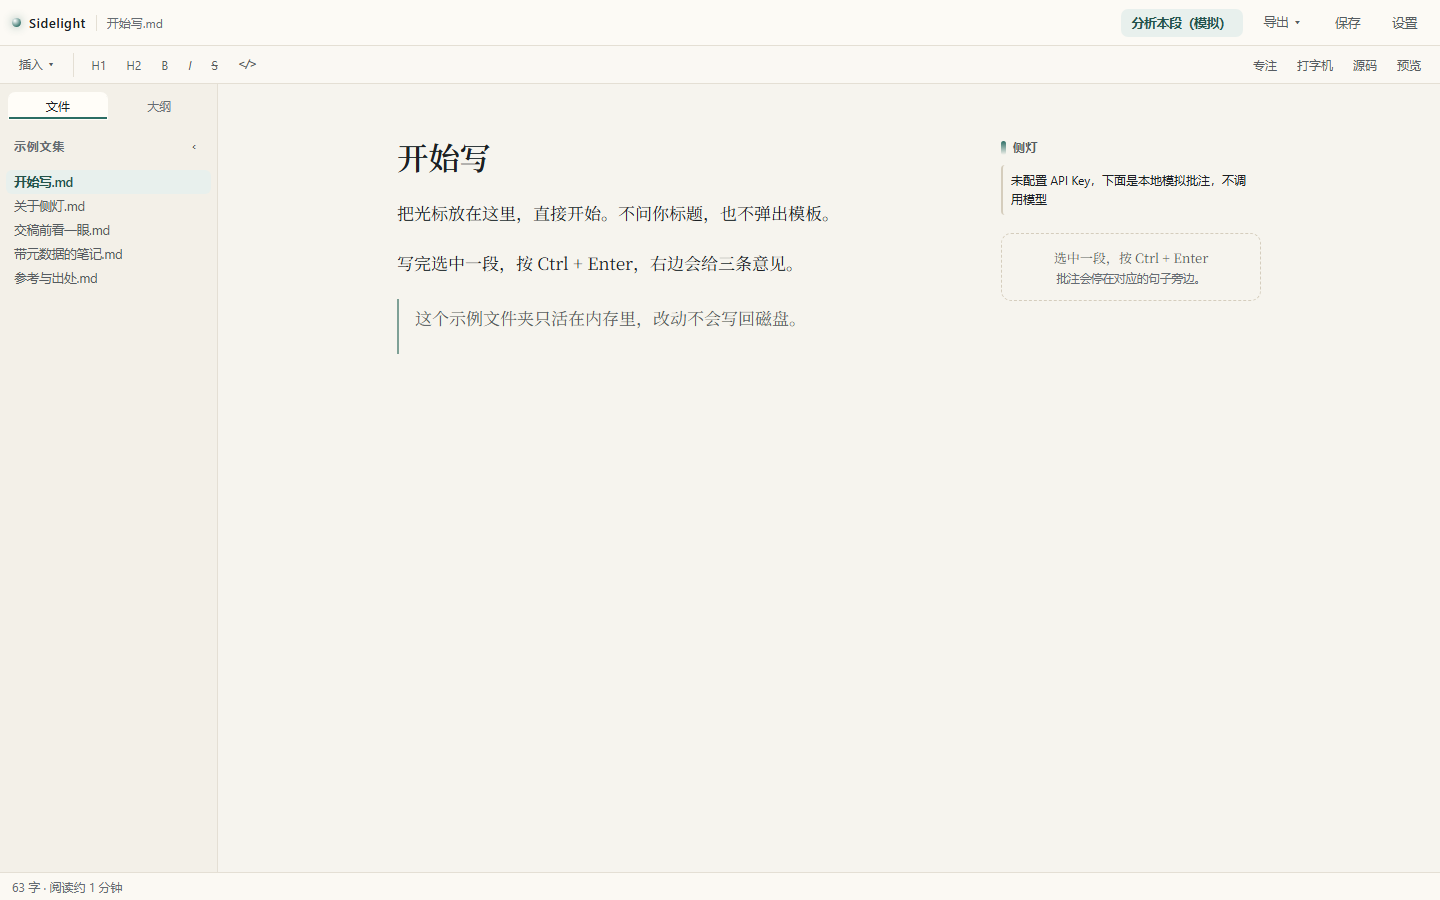 Sidelight 开始写.md 分析本段（模拟） 导出 保存 设置
插入 H1 H2 B I S </> 专注 打字机 源码 预览
文件 大纲
示例文集
开始写.md
关于侧灯.md
交稿前看一眼.md
带元数据的笔记.md
参考与出处.md
开始写
把光标放在这里，直接开始。不问你标题，也不弹出模板。
写完选中一段，按 Ctrl + Enter，右边会给三条意见。
这个示例文件夹只活在内存里，改动不会写回磁盘。
侧灯
未配置 API Key，下面是本地模拟批注，不调
用模型
选中一段，按 Ctrl + Enter
批注会停在对应的句子旁边。
63 字 · 阅读约 1 分钟